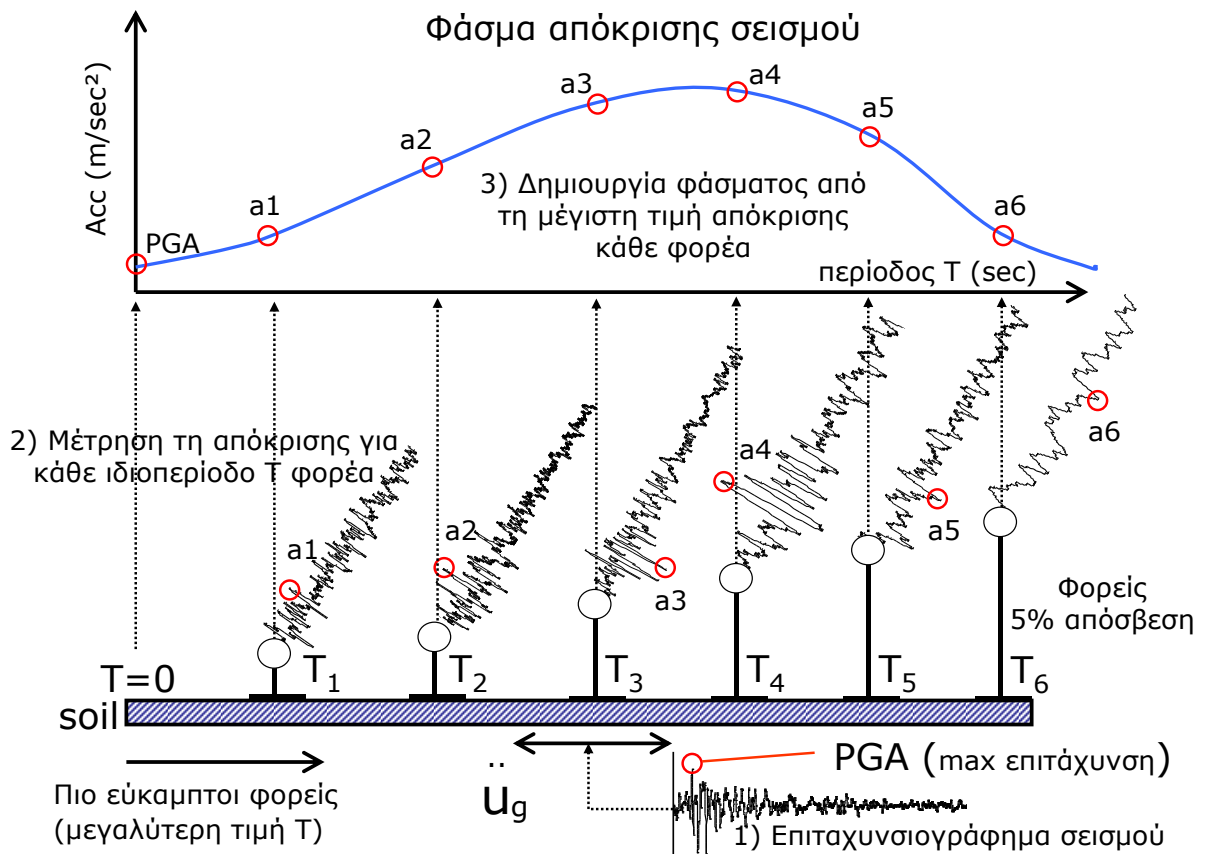 Φάσμα απόκρισης σεισμού
Acc (m/sec²)
PGA
a1
a2
a3
a4
a5
a6
3) Δημιουργία φάσματος από
τη μέγιστη τιμή απόκρισης
κάθε φορέα
περίοδος T (sec)
2) Μέτρηση τη απόκρισης για
κάθε ιδιοπερίοδο T φορέα
a1
a2
a3
a4
a5
a6
Φορείς
5% απόσβεση
T=0
T₁
T₂
T₃
T₄
T₅
T₆
soil
Πιο εύκαμπτοι φορείς
(μεγαλύτερη τιμή T)
ü_g
PGA (max επιτάχυνση)
1) Επιταχυνσιογράφημα σεισμού